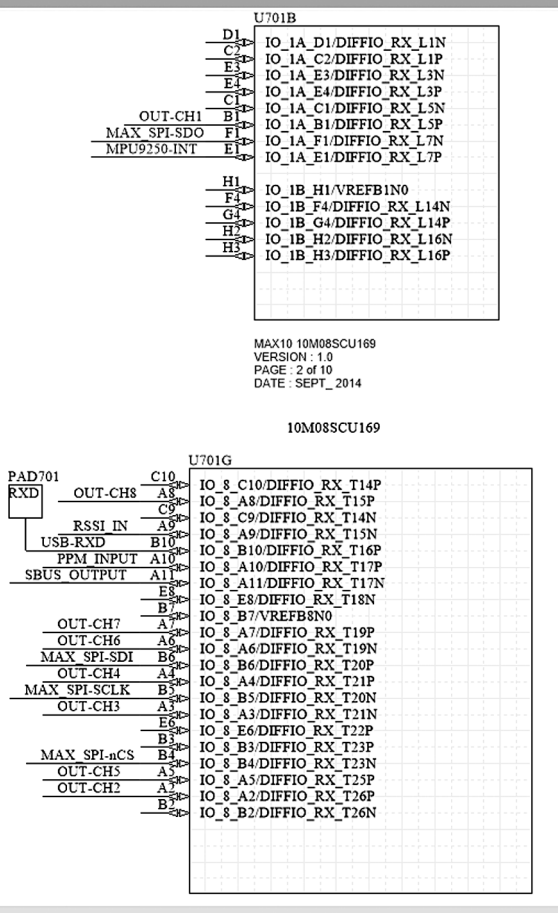 U701B
D1 IO_1A_D1/DIFFIO_RX_L1N
C2 IO_1A_C2/DIFFIO_RX_L1P
E3 IO_1A_E3/DIFFIO_RX_L3N
E4 IO_1A_E4/DIFFIO_RX_L3P
C1 IO_1A_C1/DIFFIO_RX_L5N
OUT-CH1 B1 IO_1A_B1/DIFFIO_RX_L5P
MAX_SPI-SDO F1 IO_1A_F1/DIFFIO_RX_L7N
MPU9250-INT E1 IO_1A_E1/DIFFIO_RX_L7P
H1 IO_1B_H1/VREFB1N0
F4 IO_1B_F4/DIFFIO_RX_L14N
G4 IO_1B_G4/DIFFIO_RX_L14P
H2 IO_1B_H2/DIFFIO_RX_L16N
H3 IO_1B_H3/DIFFIO_RX_L16P
MAX10 10M08SCU169
VERSION : 1.0
PAGE : 2 of 10
DATE : SEPT_ 2014
10M08SCU169
U701G
PAD701
RXD
C10 IO_8_C10/DIFFIO_RX_T14P
OUT-CH8 A8 IO_8_A8/DIFFIO_RX_T15P
C9 IO_8_C9/DIFFIO_RX_T14N
RSSI_IN A9 IO_8_A9/DIFFIO_RX_T15N
USB-RXD B10 IO_8_B10/DIFFIO_RX_T16P
PPM_INPUT A10 IO_8_A10/DIFFIO_RX_T17P
SBUS_OUTPUT A11 IO_8_A11/DIFFIO_RX_T17N
E8 IO_8_E8/DIFFIO_RX_T18N
B7 IO_8_B7/VREFB8N0
OUT-CH7 A7 IO_8_A7/DIFFIO_RX_T19P
OUT-CH6 A6 IO_8_A6/DIFFIO_RX_T19N
MAX_SPI-SDI B6 IO_8_B6/DIFFIO_RX_T20P
OUT-CH4 A4 IO_8_A4/DIFFIO_RX_T21P
MAX_SPI-SCLK B5 IO_8_B5/DIFFIO_RX_T20N
OUT-CH3 A3 IO_8_A3/DIFFIO_RX_T21N
E6 IO_8_E6/DIFFIO_RX_T22P
B3 IO_8_B3/DIFFIO_RX_T23P
MAX_SPI-nCS B4 IO_8_B4/DIFFIO_RX_T23N
OUT-CH5 A5 IO_8_A5/DIFFIO_RX_T25P
OUT-CH2 A2 IO_8_A2/DIFFIO_RX_T26P
B2 IO_8_B2/DIFFIO_RX_T26N